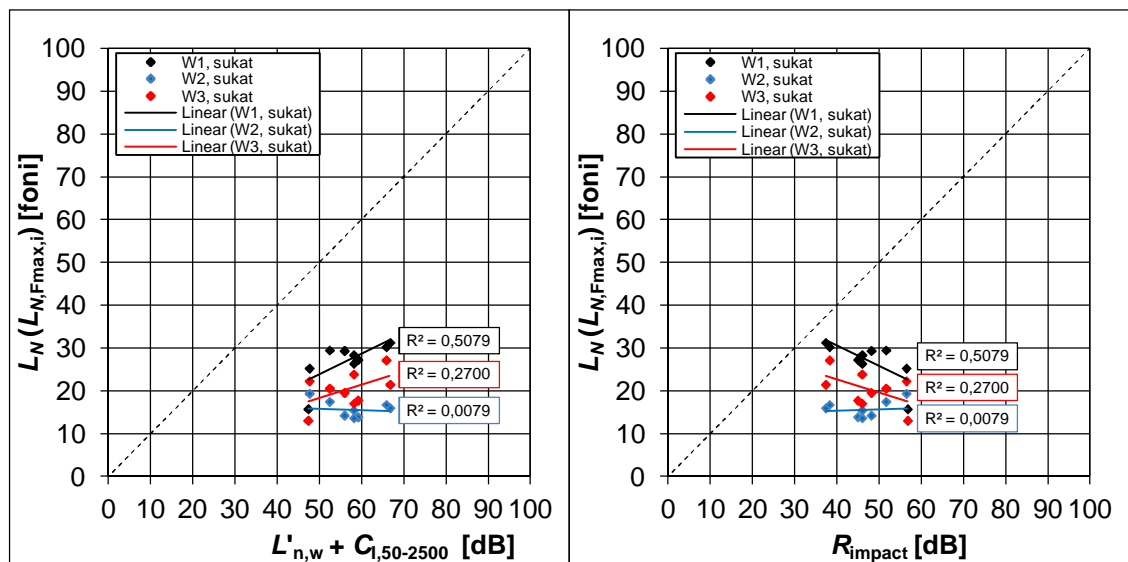 100
90
80
70
60
50
40
30
20
10
0
L_N (L_N,Fmax,i) [foni]
W1, sukat
W2, sukat
W3, sukat
Linear (W1, sukat)
Linear (W2, sukat)
Linear (W3, sukat)
R² = 0,5079
R² = 0,2700
R² = 0,0079
0 10 20 30 40 50 60 70 80 90 100
L'n,w + CI,50-2500 [dB]
100
90
80
70
60
50
40
30
20
10
0
L_N (L_N,Fmax,i) [foni]
W1, sukat
W2, sukat
W3, sukat
Linear (W1, sukat)
Linear (W2, sukat)
Linear (W3, sukat)
R² = 0,5079
R² = 0,2700
R² = 0,0079
0 10 20 30 40 50 60 70 80 90 100
Rimpact [dB]